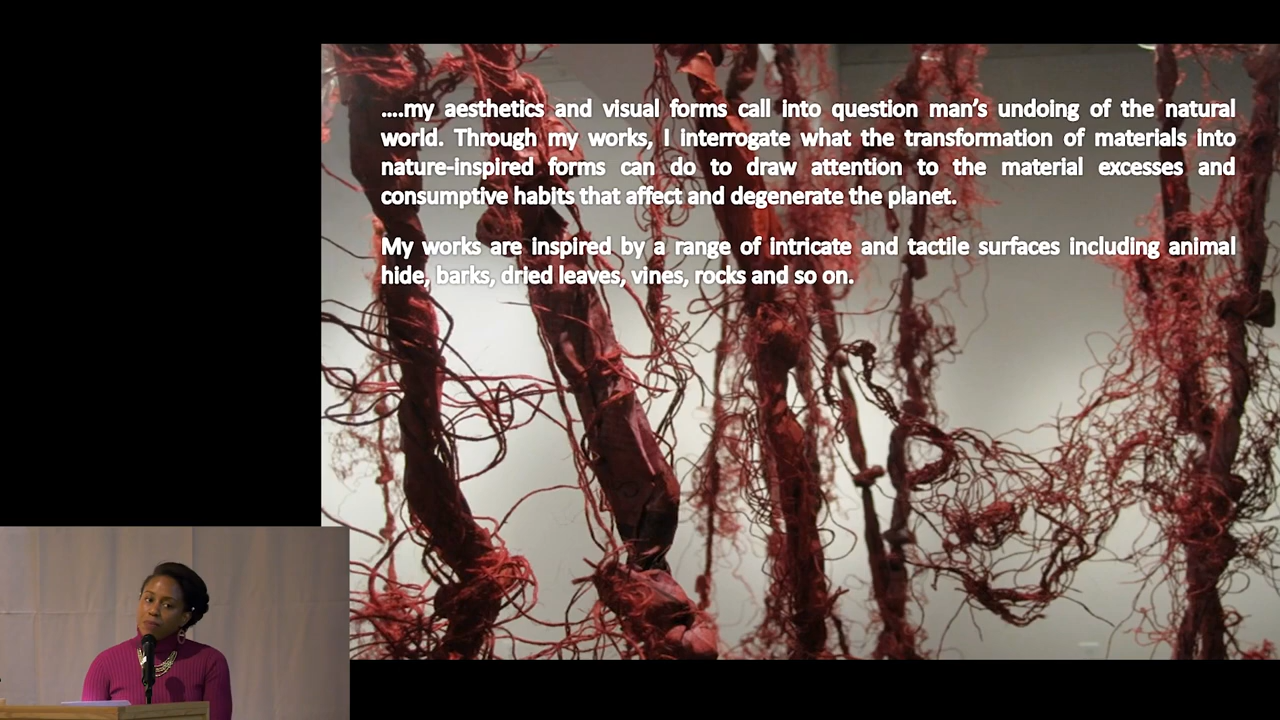 ….my aesthetics and visual forms call into question man’s undoing of the natural
world. Through my works, I interrogate what the transformation of materials into
nature-inspired forms can do to draw attention to the material excesses and
consumptive habits that affect and degenerate the planet.
My works are inspired by a range of intricate and tactile surfaces including animal
hide, barks, dried leaves, vines, rocks and so on.